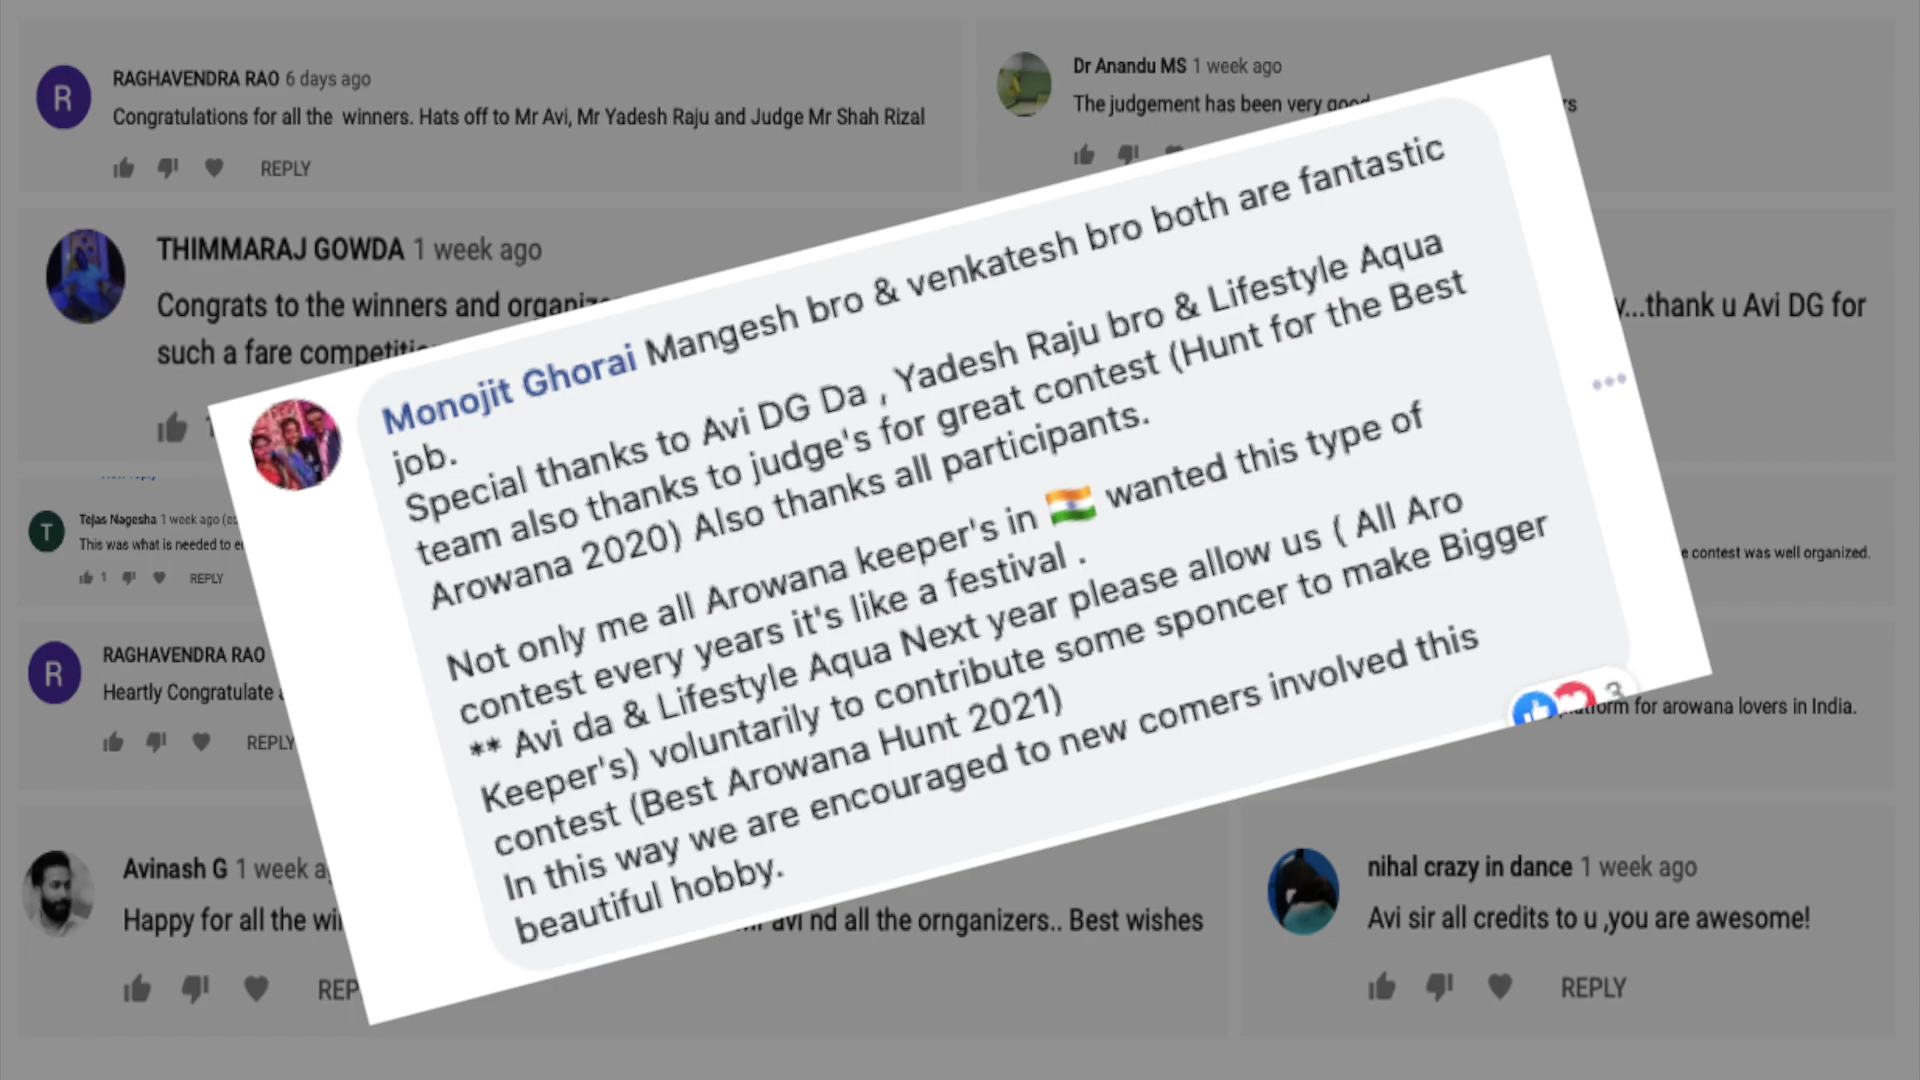 RAGHAVENDRA RAO 6 days ago
R
Congratulations for all the winners. Hats off to Mr Avi, Mr Yadesh Raju and Judge Mr Shah Rizal
REPLY
Dr Anandu MS 1 week ago
The judgement has been very good
rs
THIMMARAJ GOWDA 1 week ago
Congrats to the winners and
such a fare
y...thank u Avi DG for
Monojit Ghorai Mangesh bro & venkatesh bro both are fantastic
job.
Special thanks to Avi DG Da , Yadesh Raju bro & Lifestyle Aqua
team also thanks to judge's for great contest (Hunt for the Best
Arowana 2020) Also thanks all participants.
Not only me all Arowana keeper's in 🇮🇳 wanted this type of
contest every years it's like a festival .
** Avi da & Lifestyle Aqua Next year please allow us ( All Aro
Keeper's) voluntarily to contribute some sponcer to make Bigger
contest (Best Arowana Hunt 2021)
In this way we are encouraged to new comers involved this
beautiful hobby.
3
T
Tejas Nagesha 1 week ago
This was what is needed to
1
REPLY
e contest was well organized.
R
RAGHAVENDRA RAO
Heartly Congratulate
REPLY
for arowana lovers in India.
Avinash G 1 week
Happy for all the
avi nd all the ornganizers.. Best wishes
REP
nihal crazy in dance 1 week ago
Avi sir all credits to u ,you are awesome!
REPLY